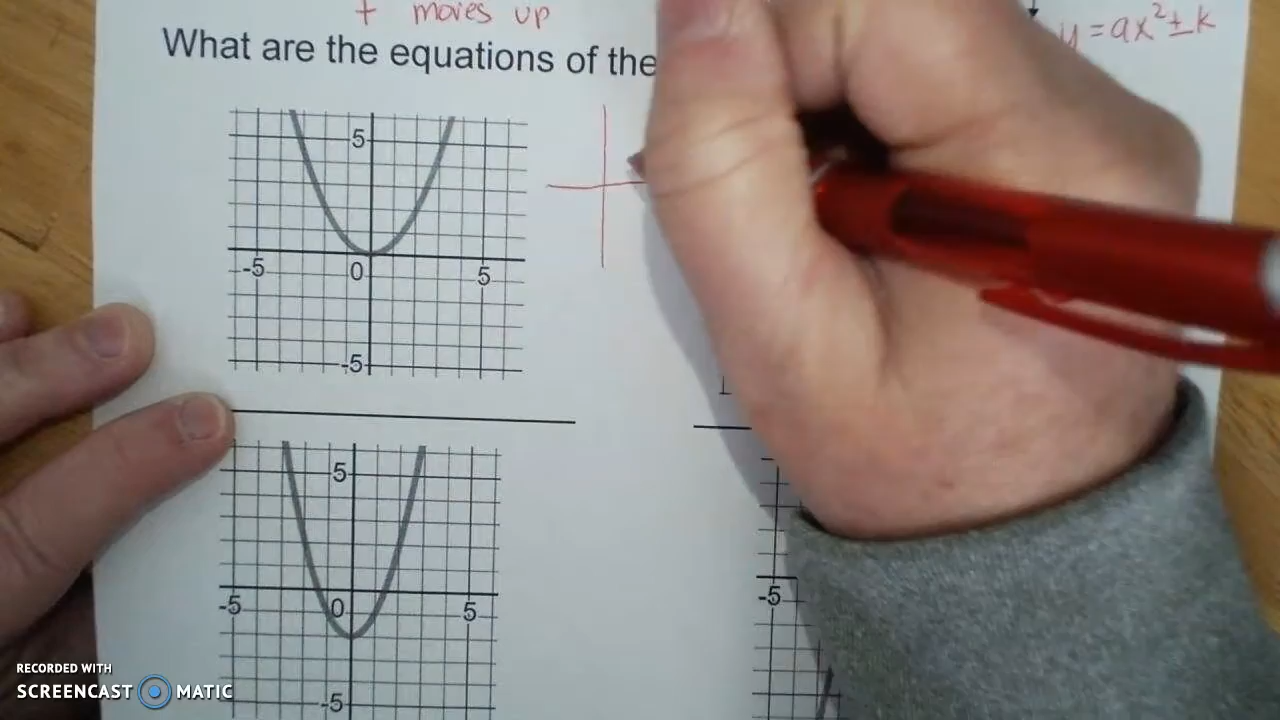 + moves up
y = ax² ± k
What are the equations of the
5
-5
0
5
-5
5
-5
0
5
-5
-5
RECORDED WITH
SCREENCAST MATIC